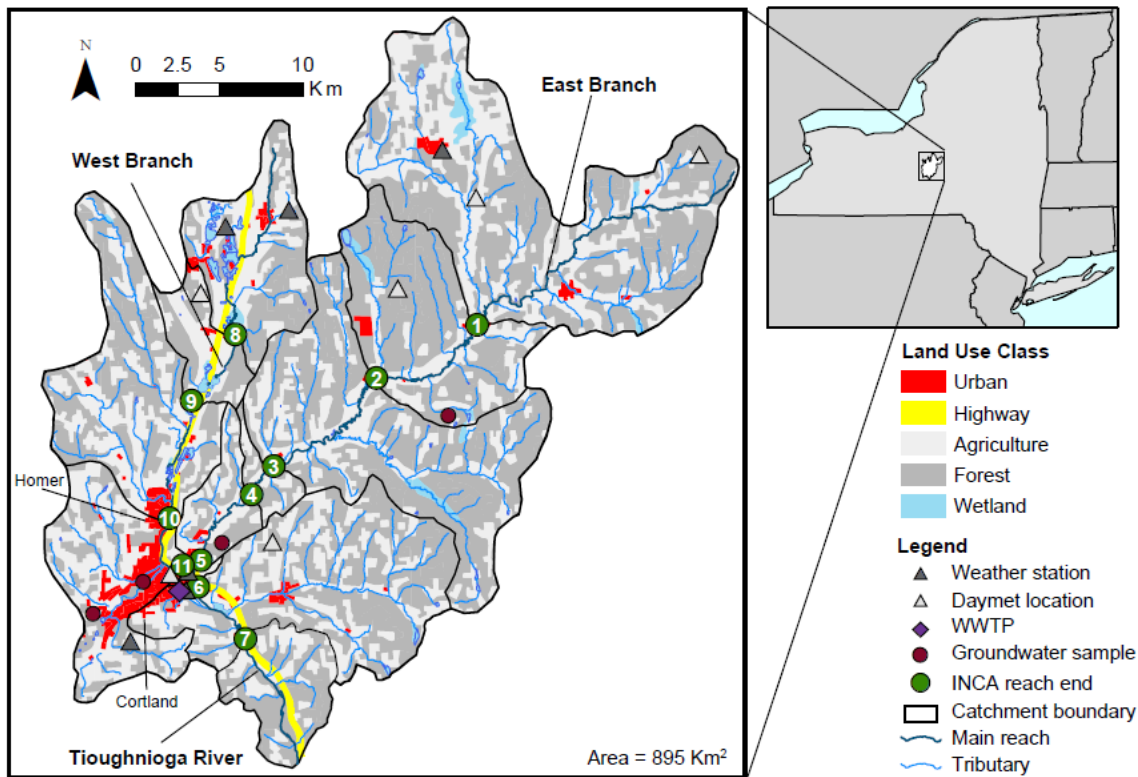 N
0 2.5 5 10
Km
East Branch
West Branch
1
8
2
9
3
4
Homer
10
5
11
6
7
Cortland
Tioughnioga River
Area = 895 Km²
Land Use Class
Urban
Highway
Agriculture
Forest
Wetland
Legend
Weather station
Daymet location
WWTP
Groundwater sample
INCA reach end
Catchment boundary
Main reach
Tributary